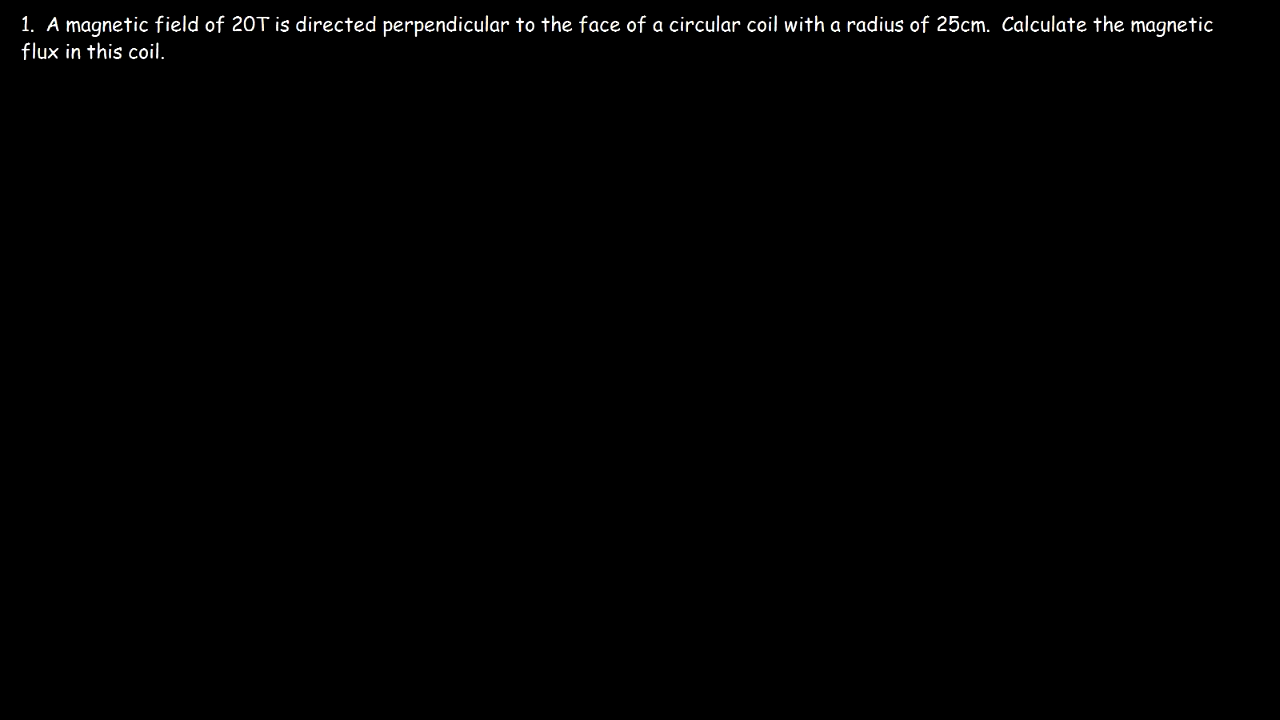 1.  A magnetic field of 20T is directed perpendicular to the face of a circular coil with a radius of 25cm.  Calculate the magnetic
flux in this coil.